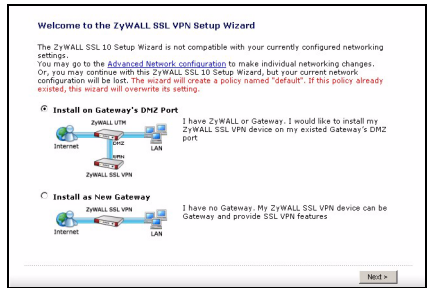 Welcome to the ZyWALL SSL VPN Setup Wizard
The ZyWALL SSL 10 Setup Wizard is not compatible with your currently configured networking
settings.
You may go to the Advanced Network configuration to make individual networking changes.
Or, you may continue with this ZyWALL SSL 10 Setup Wizard, but your current network
configuration will be lost. The wizard will create a policy named "default". If this policy already
existed, this wizard will overwrite its setting.
Install on Gateway's DMZ Port
ZyWALL UTM
Internet
DMZ
WAN
LAN
ZyWALL SSL VPN
I have ZyWALL or Gateway. I would like to install my
ZyWALL SSL VPN device on my existed Gateway's DMZ
port
Install as New Gateway
ZyWALL SSL VPN
Internet
LAN
I have no Gateway. My ZyWALL SSL VPN device can be
Gateway and provide SSL VPN features
Next >